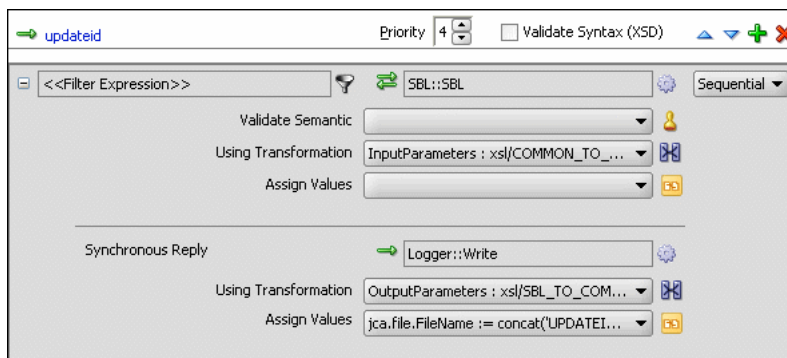 updateid Priority 4 Validate Syntax (XSD)
<<Filter Expression>> SBL::SBL Sequential
Validate Semantic
Using Transformation InputParameters : xsl/COMMON_TO_...
Assign Values
Synchronous Reply Logger::Write
Using Transformation OutputParameters : xsl/SBL_TO_COM...
Assign Values jca.file.FileName := concat('UPDATEI...